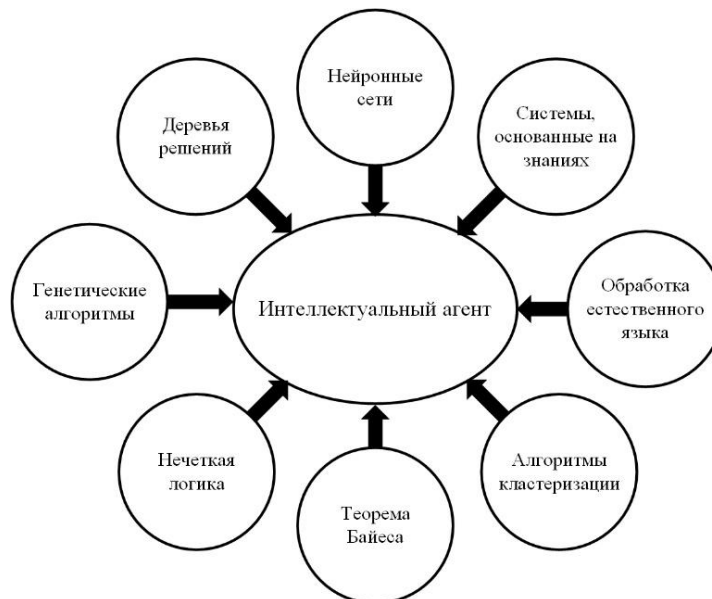 Нейронные
сети
Системы,
основанные на
знаниях
Обработка
естественного
языка
Алгоритмы
кластеризации
Теорема
Байеса
Нечеткая
логика
Генетические
алгоритмы
Деревья
решений
Интеллектуальный агент